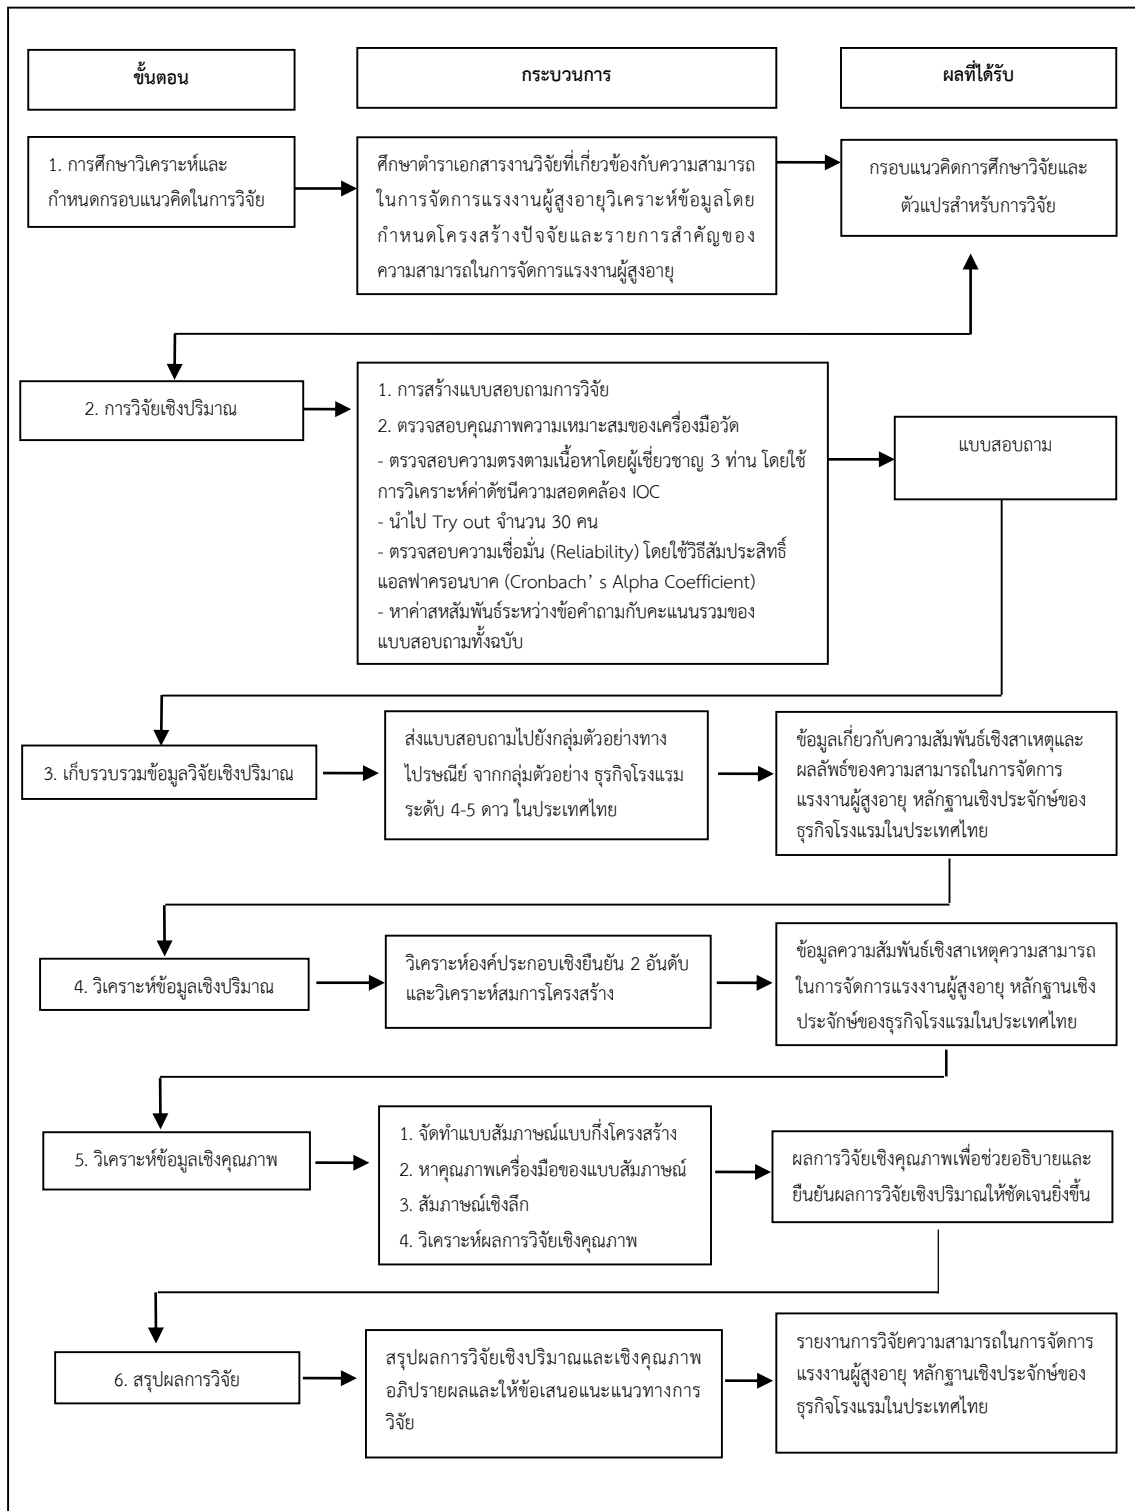 ขั้นตอน
กระบวนการ
ผลที่ได้รับ
1. การศึกษาวิเคราะห์และ
กำหนดกรอบแนวคิดในการวิจัย
ศึกษาตำราเอกสารงานวิจัยที่เกี่ยวข้องกับความสามารถ
ในการจัดการแรงงานผู้สูงอายุวิเคราะห์ข้อมูลโดย
กำหนดโครงสร้างปัจจัยและรายการสำคัญของ
ความสามารถในการจัดการแรงงานผู้สูงอายุ
กรอบแนวคิดการศึกษาวิจัยและ
ตัวแปรสำหรับการวิจัย
2. การวิจัยเชิงปริมาณ
1. การสร้างแบบสอบถามการวิจัย
2. ตรวจสอบคุณภาพความเหมาะสมของเครื่องมือวัด
- ตรวจสอบความตรงตามเนื้อหาโดยผู้เชี่ยวชาญ 3 ท่าน โดยใช้
การวิเคราะห์ค่าดัชนีความสอดคล้อง IOC
- นำไป Try out จำนวน 30 คน
- ตรวจสอบความเชื่อมั่น (Reliability) โดยใช้วิธีสัมประสิทธิ์
แอลฟาครอนบาค (Cronbach’ s Alpha Coefficient)
- หาค่าสหสัมพันธ์ระหว่างข้อคำถามกับคะแนนรวมของ
แบบสอบถามทั้งฉบับ
แบบสอบถาม
3. เก็บรวบรวมข้อมูลวิจัยเชิงปริมาณ
ส่งแบบสอบถามไปยังกลุ่มตัวอย่างทาง
ไปรษณีย์ จากกลุ่มตัวอย่าง ธุรกิจโรงแรม
ระดับ 4-5 ดาว ในประเทศไทย
ข้อมูลเกี่ยวกับความสัมพันธ์เชิงสาเหตุและ
ผลลัพธ์ของความสามารถในการจัดการ
แรงงานผู้สูงอายุ หลักฐานเชิงประจักษ์ของ
ธุรกิจโรงแรมในประเทศไทย
4. วิเคราะห์ข้อมูลเชิงปริมาณ
วิเคราะห์องค์ประกอบเชิงยืนยัน 2 อันดับ
และวิเคราะห์สมการโครงสร้าง
ข้อมูลความสัมพันธ์เชิงสาเหตุความสามารถ
ในการจัดการแรงงานผู้สูงอายุ หลักฐานเชิง
ประจักษ์ของธุรกิจโรงแรมในประเทศไทย
5. วิเคราะห์ข้อมูลเชิงคุณภาพ
1. จัดทำแบบสัมภาษณ์แบบกึ่งโครงสร้าง
2. หาคุณภาพเครื่องมือของแบบสัมภาษณ์
3. สัมภาษณ์เชิงลึก
4. วิเคราะห์ผลการวิจัยเชิงคุณภาพ
ผลการวิจัยเชิงคุณภาพเพื่อช่วยอธิบายและ
ยืนยันผลการวิจัยเชิงปริมาณให้ชัดเจนยิ่งขึ้น
6. สรุปผลการวิจัย
สรุปผลการวิจัยเชิงปริมาณและเชิงคุณภาพ
อภิปรายผลและให้ข้อเสนอแนะแนวทางการ
วิจัย
รายงานการวิจัยความสามารถในการจัดการ
แรงงานผู้สูงอายุ หลักฐานเชิงประจักษ์ของ
ธุรกิจโรงแรมในประเทศไทย